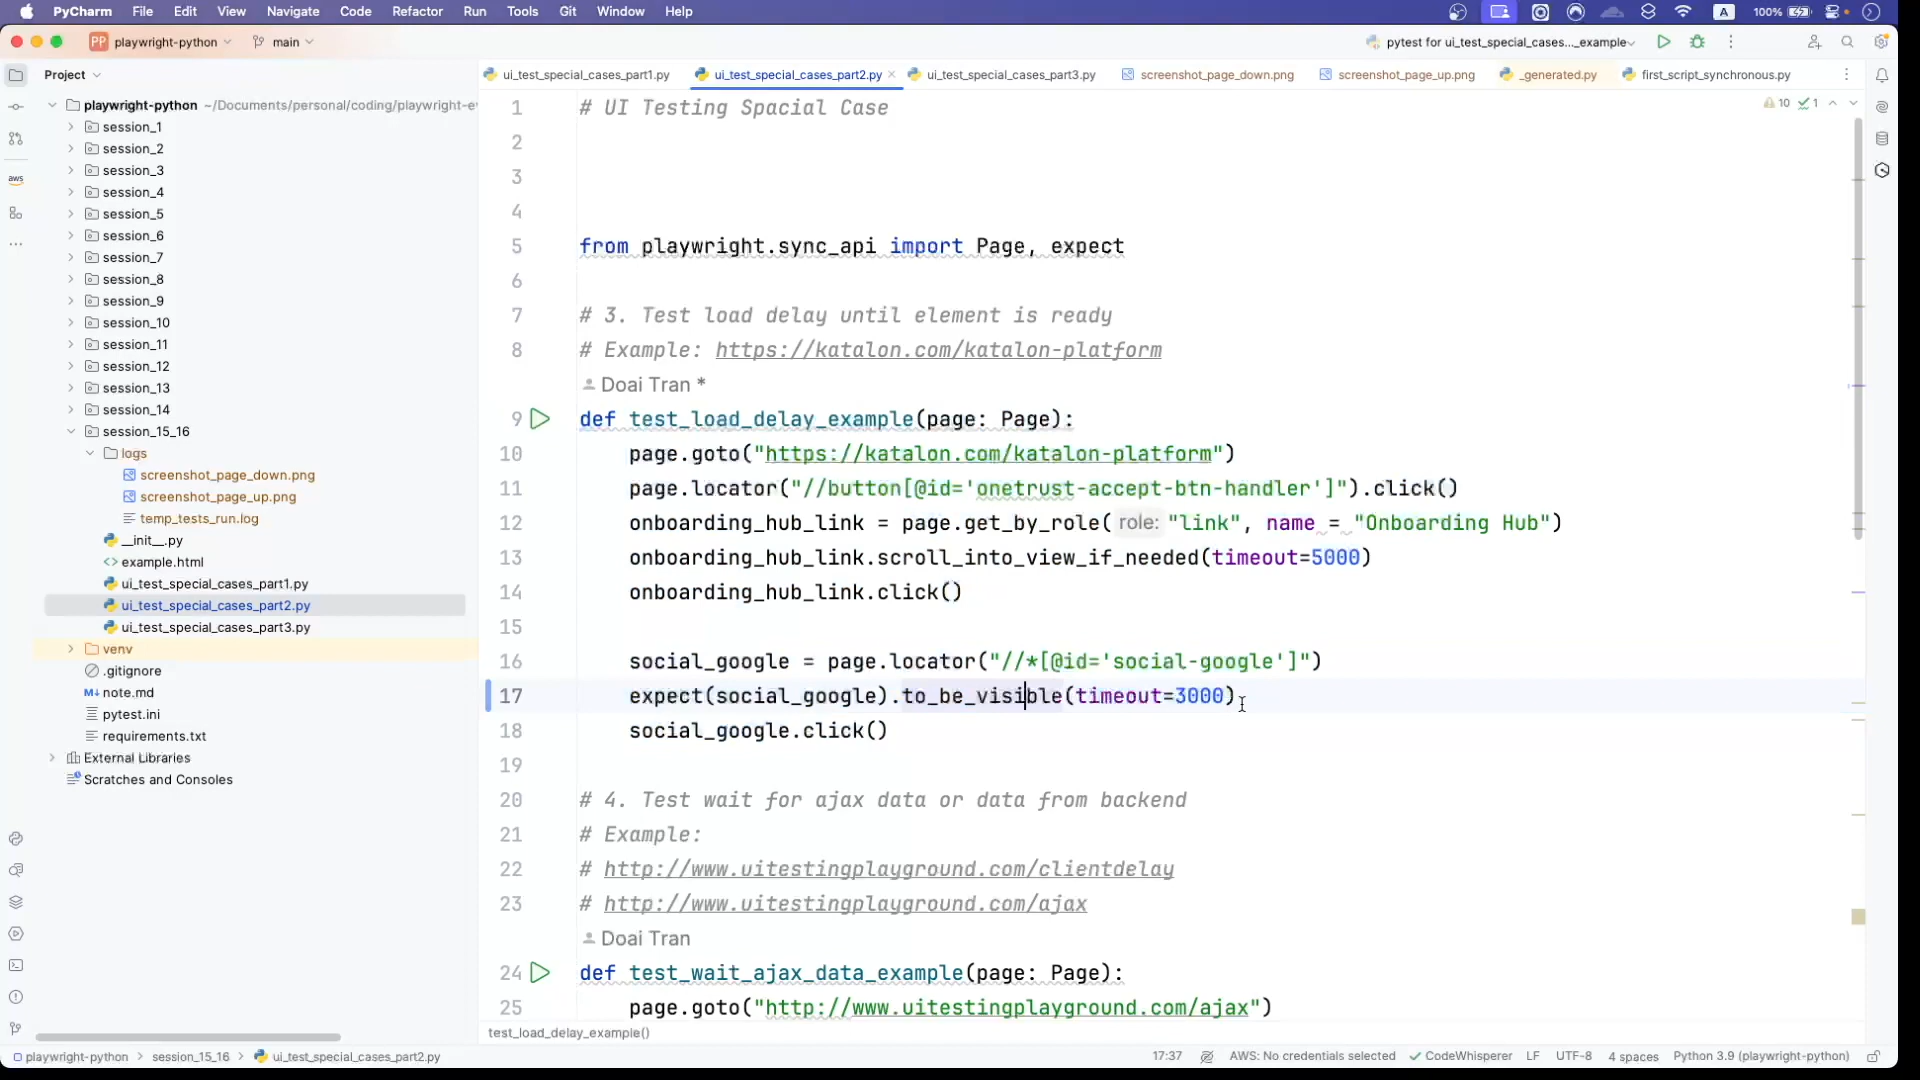 PyCharm File Edit View Navigate Code Refactor Run Tools Git Window Help A 100%
PP playwright-python main pytest for ui_test_special_cases..._example
Project
ui_test_special_cases_part1.py ui_test_special_cases_part2.py ui_test_special_cases_part3.py screenshot_page_down.png screenshot_page_up.png _generated.py first_script_synchronous.py
playwright-python ~/Documents/personal/coding/playwright-e
session_1
session_2
session_3
session_4
session_5
session_6
session_7
session_8
session_9
session_10
session_11
session_12
session_13
session_14
session_15_16
logs
screenshot_page_down.png
screenshot_page_up.png
temp_tests_run.log
__init__.py
example.html
ui_test_special_cases_part1.py
ui_test_special_cases_part2.py
ui_test_special_cases_part3.py
venv
.gitignore
note.md
pytest.ini
requirements.txt
External Libraries
Scratches and Consoles
aws
10 1
1 # UI Testing Spacial Case
2
3
4
5 from playwright.sync_api import Page, expect
6
7 # 3. Test load delay until element is ready
8 # Example: https://katalon.com/katalon-platform
Doai Tran *
9 def test_load_delay_example(page: Page):
10 page.goto("https://katalon.com/katalon-platform")
11 page.locator("//button[@id='onetrust-accept-btn-handler']").click()
12 onboarding_hub_link = page.get_by_role( role: "link", name = "Onboarding Hub")
13 onboarding_hub_link.scroll_into_view_if_needed(timeout=5000)
14 onboarding_hub_link.click()
15
16 social_google = page.locator("//*[@id='social-google']")
17 expect(social_google).to_be_visible(timeout=3000)
18 social_google.click()
19
20 # 4. Test wait for ajax data or data from backend
21 # Example:
22 # http://www.uitestingplayground.com/clientdelay
23 # http://www.uitestingplayground.com/ajax
Doai Tran
24 def test_wait_ajax_data_example(page: Page):
25 page.goto("http://www.uitestingplayground.com/ajax")
test_load_delay_example()
playwright-python session_15_16 ui_test_special_cases_part2.py 17:37 AWS: No credentials selected CodeWhisperer LF UTF-8 4 spaces Python 3.9 (playwright-python)